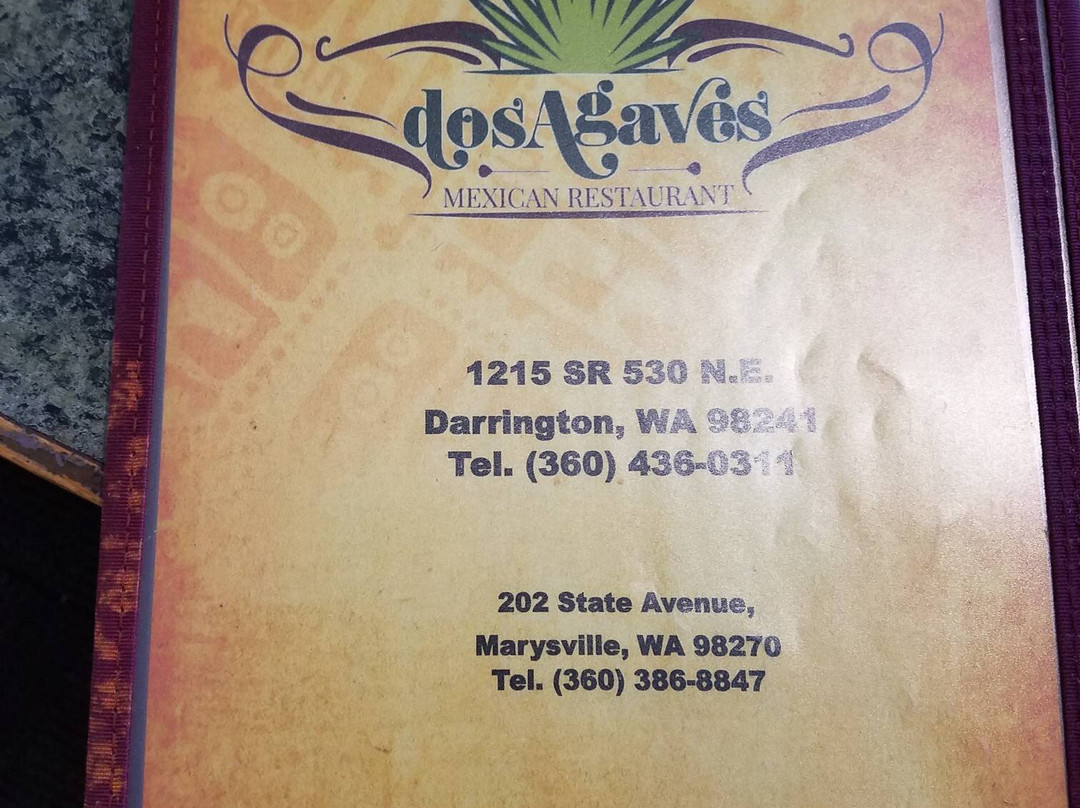 dosAgaves
MEXICAN RESTAURANT
1215 SR 530 N.E.
Darrington, WA 98241
Tel. (360) 436-0311
202 State Avenue,
Marysville, WA 98270
Tel. (360) 386-8847